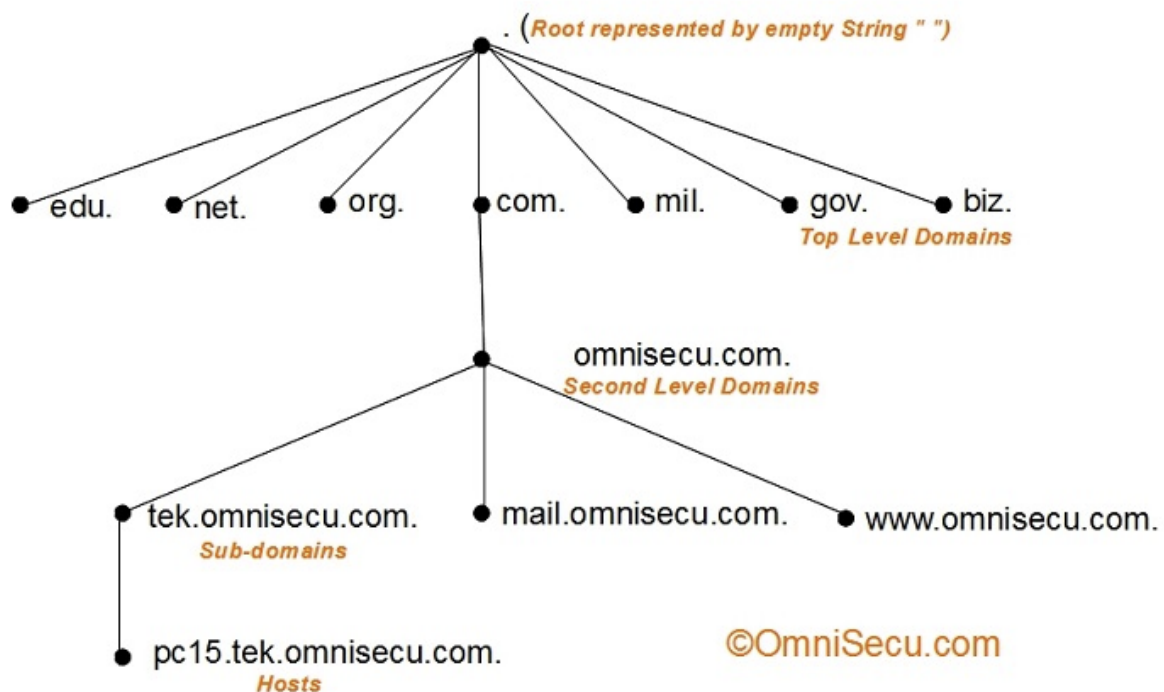 . (Root represented by empty String " ")
edu. net. org. com. mil. gov. biz.
Top Level Domains
omnisecu.com.
Second Level Domains
tek.omnisecu.com. mail.omnisecu.com. www.omnisecu.com.
Sub-domains
pc15.tek.omnisecu.com.
Hosts
©OmniSecu.com